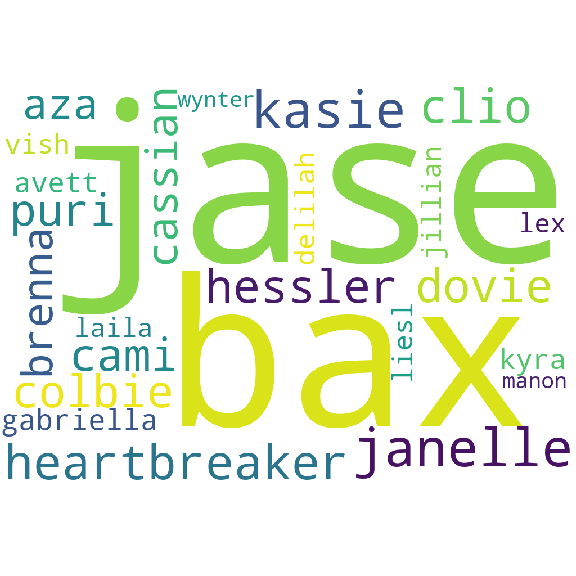 jase
bax
aza
cassian
wynter
kasie
clio
vish
avett
puri
delilah
jillian
lex
brenna
hessler
dovie
laila
cami
liesl
kyra
manon
colbie
gabriella
heartbreaker
janelle